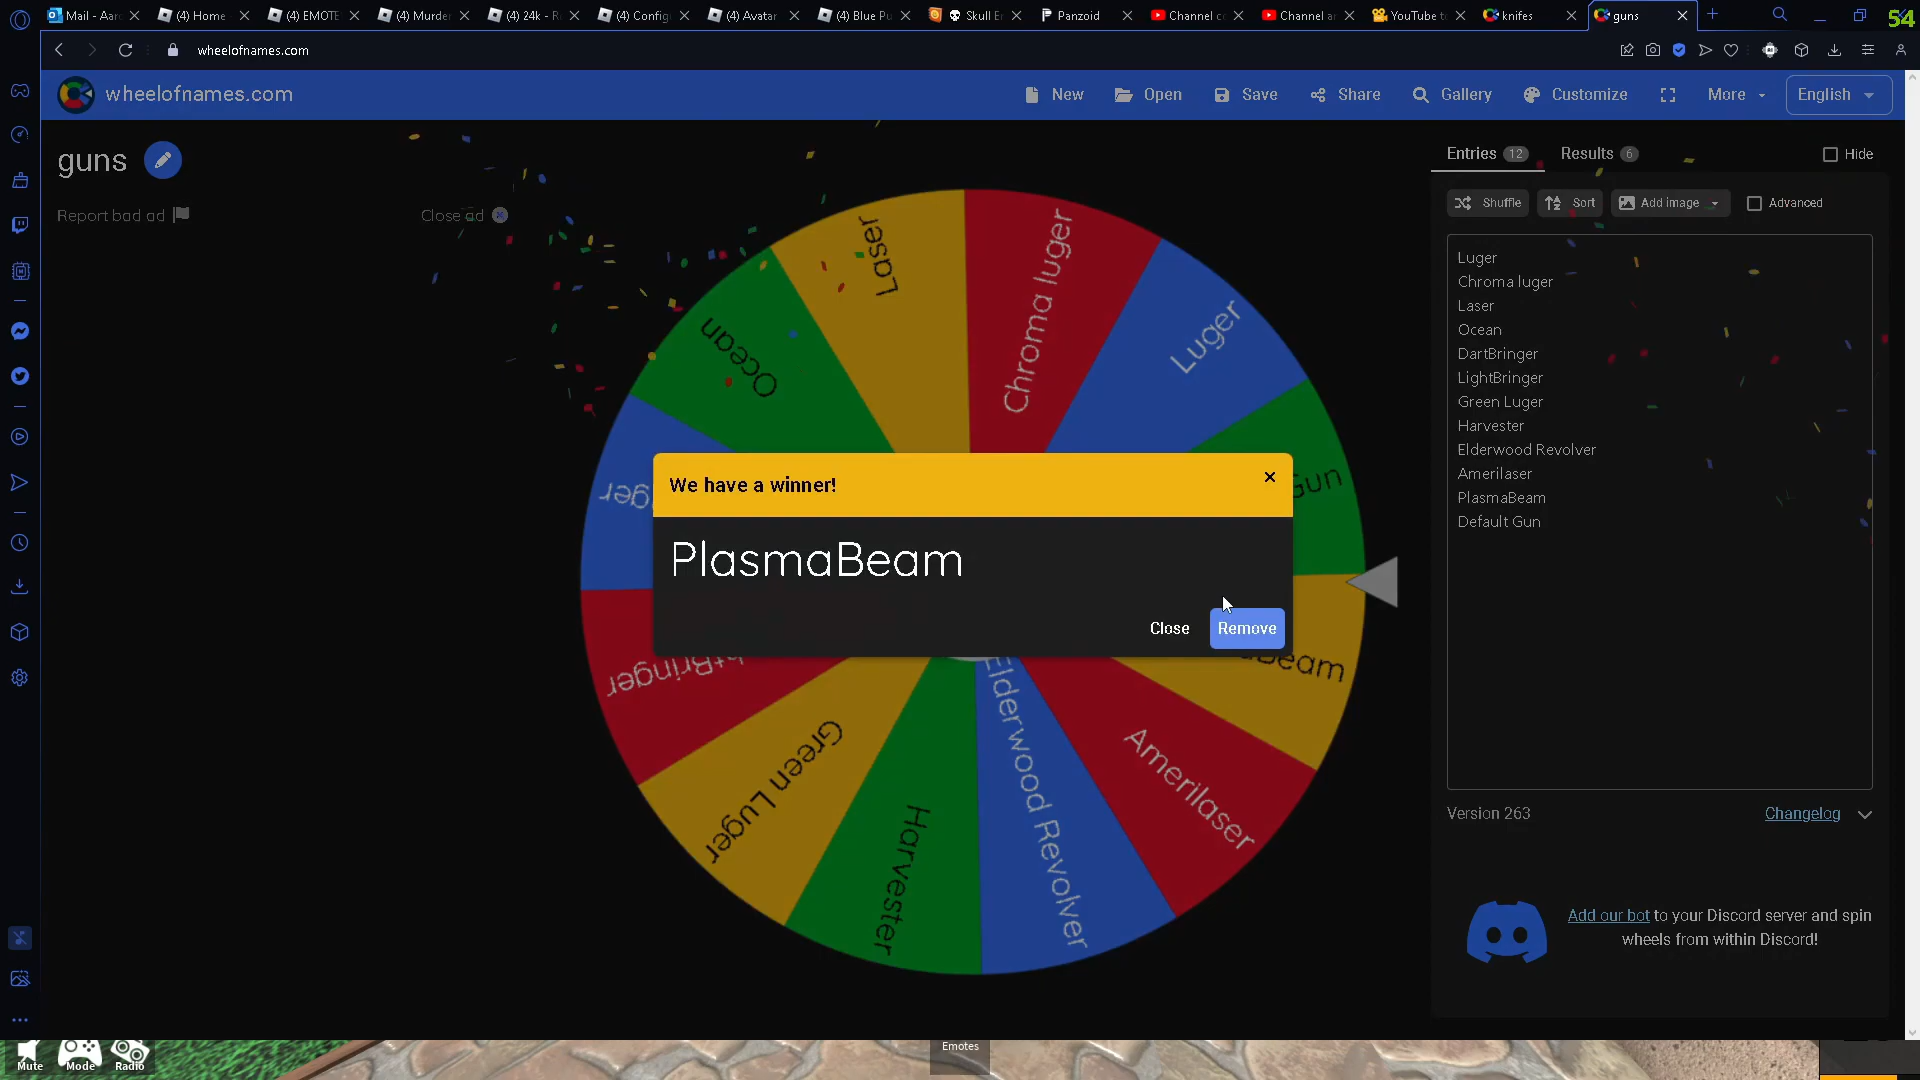 Mail - Aar
(4) Home
(4) EMOTE
(4) Murder
(4) 24k - R
(4) Config
(4) Avatar
(4) Blue Pu
Skull E
Panzoid
Channel c
Channel a
YouTube t
knifes
guns
54
wheelofnames.com
wheelofnames.com
New
Open
Save
Share
Gallery
Customize
More
English
guns
Report bad ad
Close ad
Entries 12
Results 6
Hide
Shuffle
Sort
Add image
Advanced
Luger
Chroma luger
Laser
Ocean
DartBringer
LightBringer
Green Luger
Harvester
Elderwood Revolver
Amerilaser
PlasmaBeam
Default Gun
Laser
Chroma luger
Luger
Ocean
Gun
ger
We have a winner!
PlasmaBeam
Close
Remove
Beam
htBringer
Elderwood Revolver
Amerilaser
Green Luger
Harvester
Version 263
Changelog
Add our bot to your Discord server and spin
wheels from within Discord!
Mute
Mode
Radio
Emotes